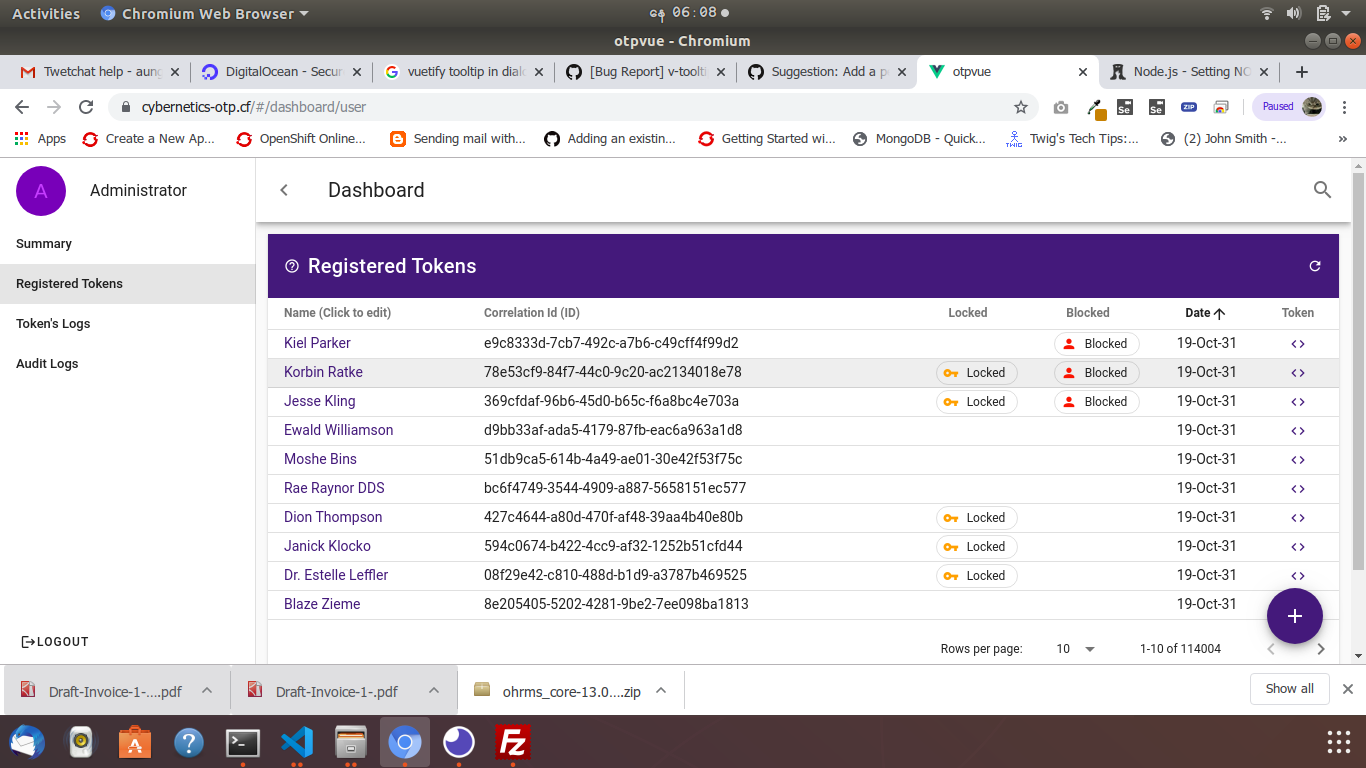 Activities Chromium Web Browser နေ 06:08
otpvue - Chromium
Twetchat help - aung DigitalOcean - Secur vuetify tooltip in dialo [Bug Report] v-toolti Suggestion: Add a p otpvue Node.js - Setting NO
cybernetics-otp.cf/#/dashboard/user Se Se ZIP Paused
Apps Create a New Ap... OpenShift Online... Sending mail with... Adding an existin... Getting Started wi... MongoDB - Quick... TWIG Twig's Tech Tips:... (2) John Smith -... »
A Administrator Dashboard
Summary
Registered Tokens
Token's Logs
Audit Logs
LOGOUT
Registered Tokens
Name (Click to edit) Correlation Id (ID) Locked Blocked Date Token
Kiel Parker e9c8333d-7cb7-492c-a7b6-c49cff4f99d2 Blocked 19-Oct-31 <>
Korbin Ratke 78e53cf9-84f7-44c0-9c20-ac2134018e78 Locked Blocked 19-Oct-31 <>
Jesse Kling 369cfdaf-96b6-45d0-b65c-f6a8bc4e703a Locked Blocked 19-Oct-31 <>
Ewald Williamson d9bb33af-ada5-4179-87fb-eac6a963a1d8 19-Oct-31 <>
Moshe Bins 51db9ca5-614b-4a49-ae01-30e42f53f75c 19-Oct-31 <>
Rae Raynor DDS bc6f4749-3544-4909-a887-5658151ec577 19-Oct-31 <>
Dion Thompson 427c4644-a80d-470f-af48-39aa4b40e80b Locked 19-Oct-31 <>
Janick Klocko 594c0674-b422-4cc9-af32-1252b51cfd44 Locked 19-Oct-31 <>
Dr. Estelle Leffler 08f29e42-c810-488d-b1d9-a3787b469525 Locked 19-Oct-31 <>
Blaze Zieme 8e205405-5202-4281-9be2-7ee098ba1813 19-Oct-31
Rows per page: 10 1-10 of 114004
Draft-Invoice-1-....pdf Draft-Invoice-1-.pdf ohrms_core-13.0....zip Show all